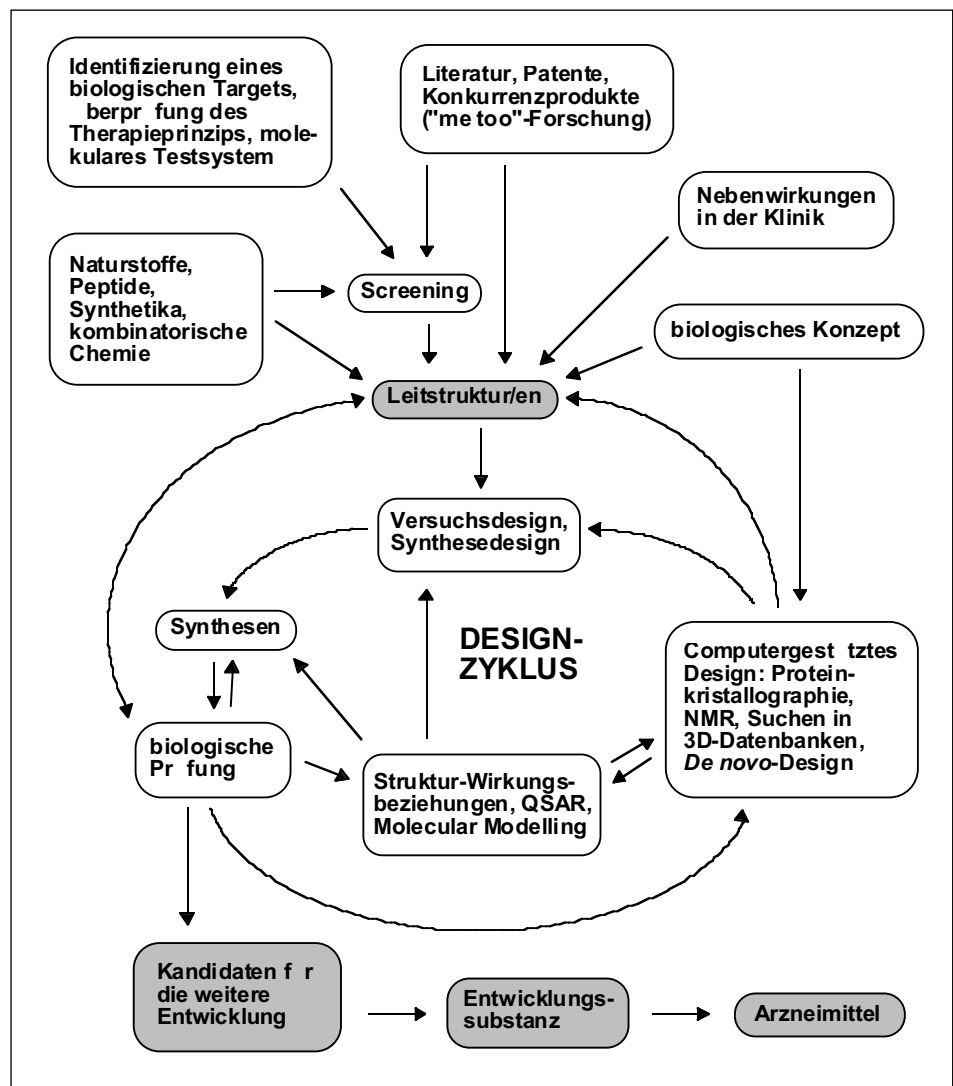 Identifizierung eines
biologischen Targets,
berpr fung des
Therapieprinzips, mole-
kulares Testsystem
Literatur, Patente,
Konkurrenzprodukte
("me too"-Forschung)
Nebenwirkungen
in der Klinik
Naturstoffe,
Peptide,
Synthetika,
kombinatorische
Chemie
Screening
biologisches Konzept
Leitstruktur/en
Versuchsdesign,
Synthesedesign
Synthesen
DESIGN-
ZYKLUS
Computergest tztes
Design: Protein-
kristallographie,
NMR, Suchen in
3D-Datenbanken,
De novo-Design
biologische
Pr fung
Struktur-Wirkungs-
beziehungen, QSAR,
Molecular Modelling
Kandidaten f r
die weitere
Entwicklung
Entwicklungs-
substanz
Arzneimittel